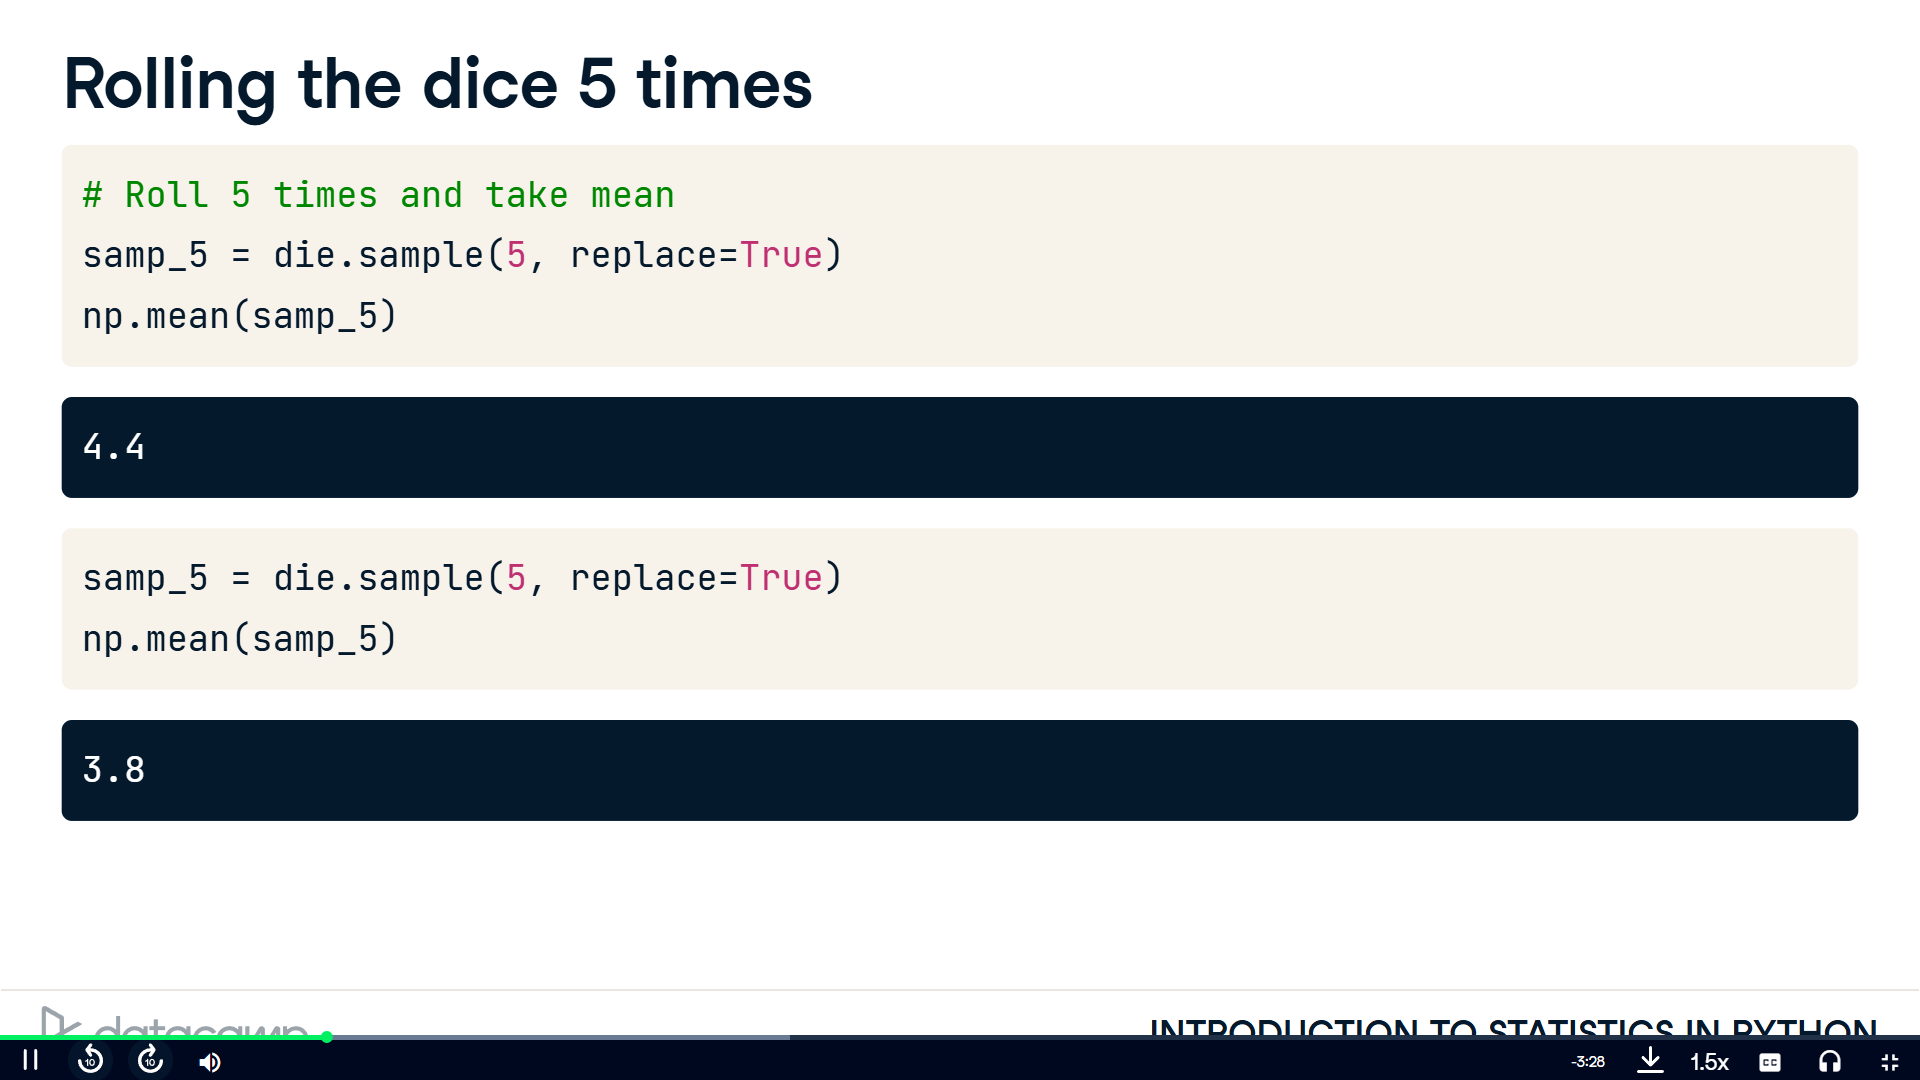 Rolling the dice 5 times
# Roll 5 times and take mean
samp_5 = die.sample(5, replace=True)
np.mean(samp_5)
4.4
samp_5 = die.sample(5, replace=True)
np.mean(samp_5)
3.8
datacamp
INTRODUCTION TO STATISTICS IN PYTHON
10
10
-3:28
1.5x
CC